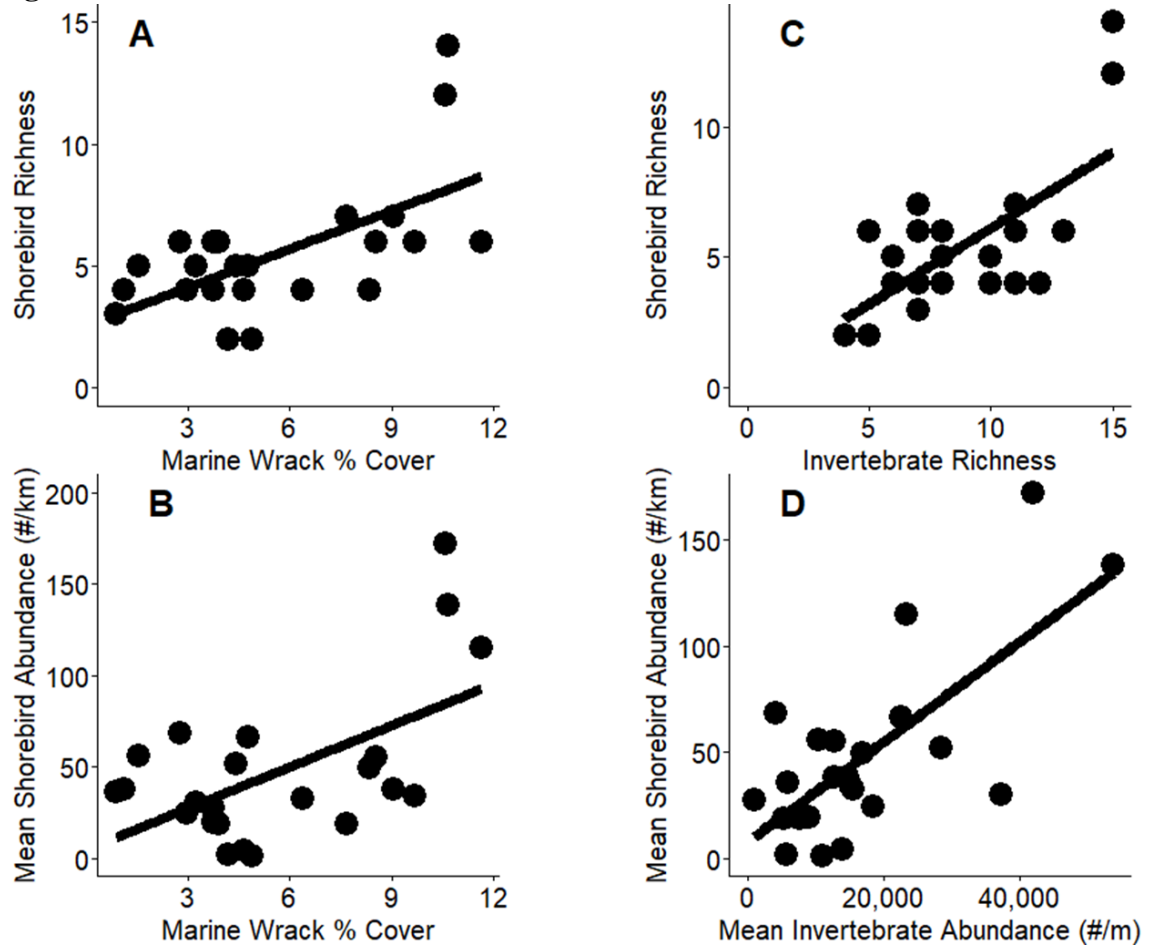 A
Shorebird Richness
15
10
5
0
3 6 9 12
Marine Wrack % Cover
C
Shorebird Richness
10
5
0
0 5 10 15
Invertebrate Richness
B
Mean Shorebird Abundance (#/km)
200
150
100
50
0
3 6 9 12
Marine Wrack % Cover
D
Mean Shorebird Abundance (#/km)
150
100
50
0
0 20,000 40,000
Mean Invertebrate Abundance (#/m)